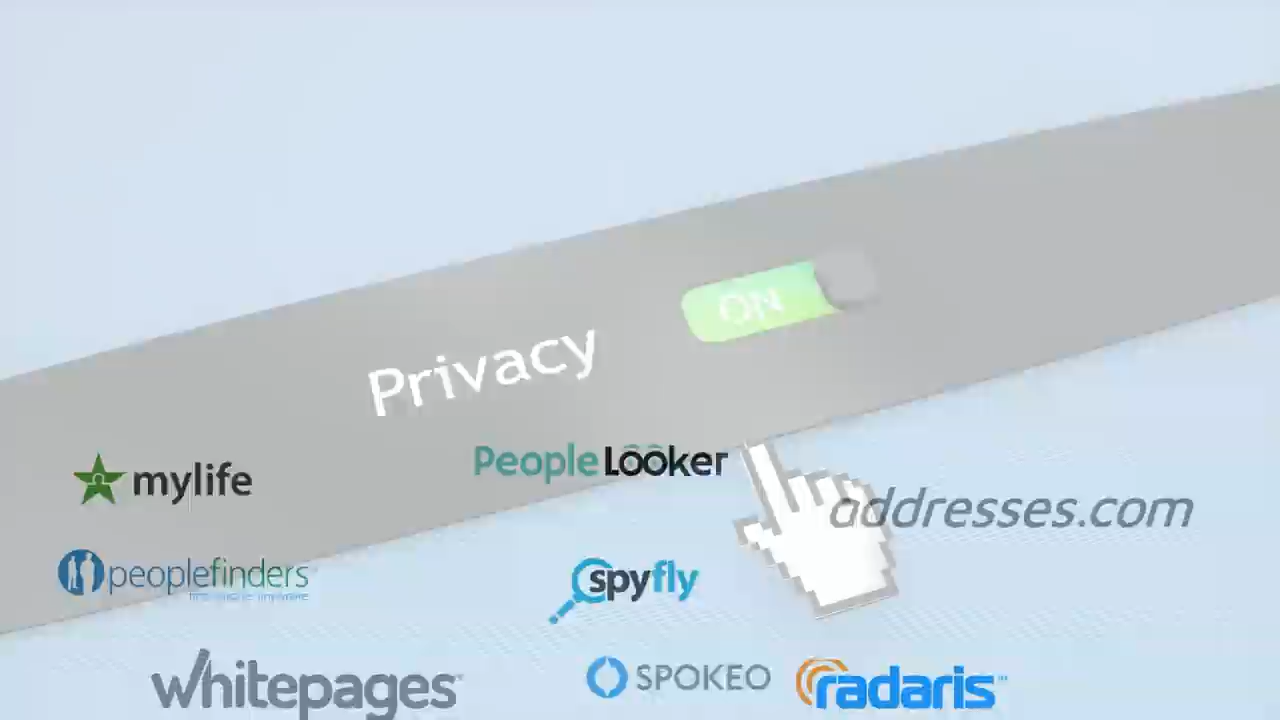 Privacy ON
mylife
PeopleLooker
addresses.com
peoplefinders
spyfly
whitepages
SPOKEO
radaris